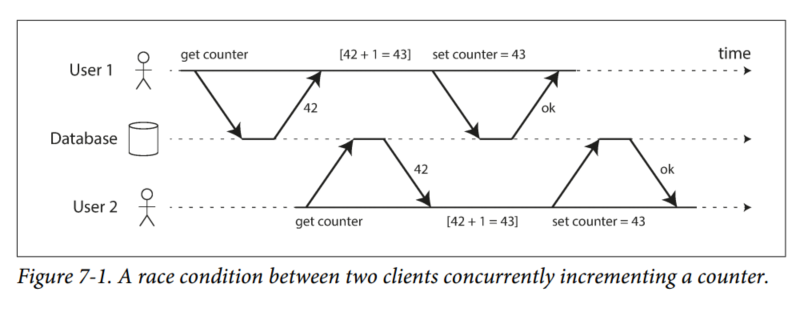 get counter [42 + 1 = 43] set counter = 43 time
User 1
42 ok
Database
42 ok
User 2
get counter [42 + 1 = 43] set counter = 43
Figure 7-1. A race condition between two clients concurrently incrementing a counter.